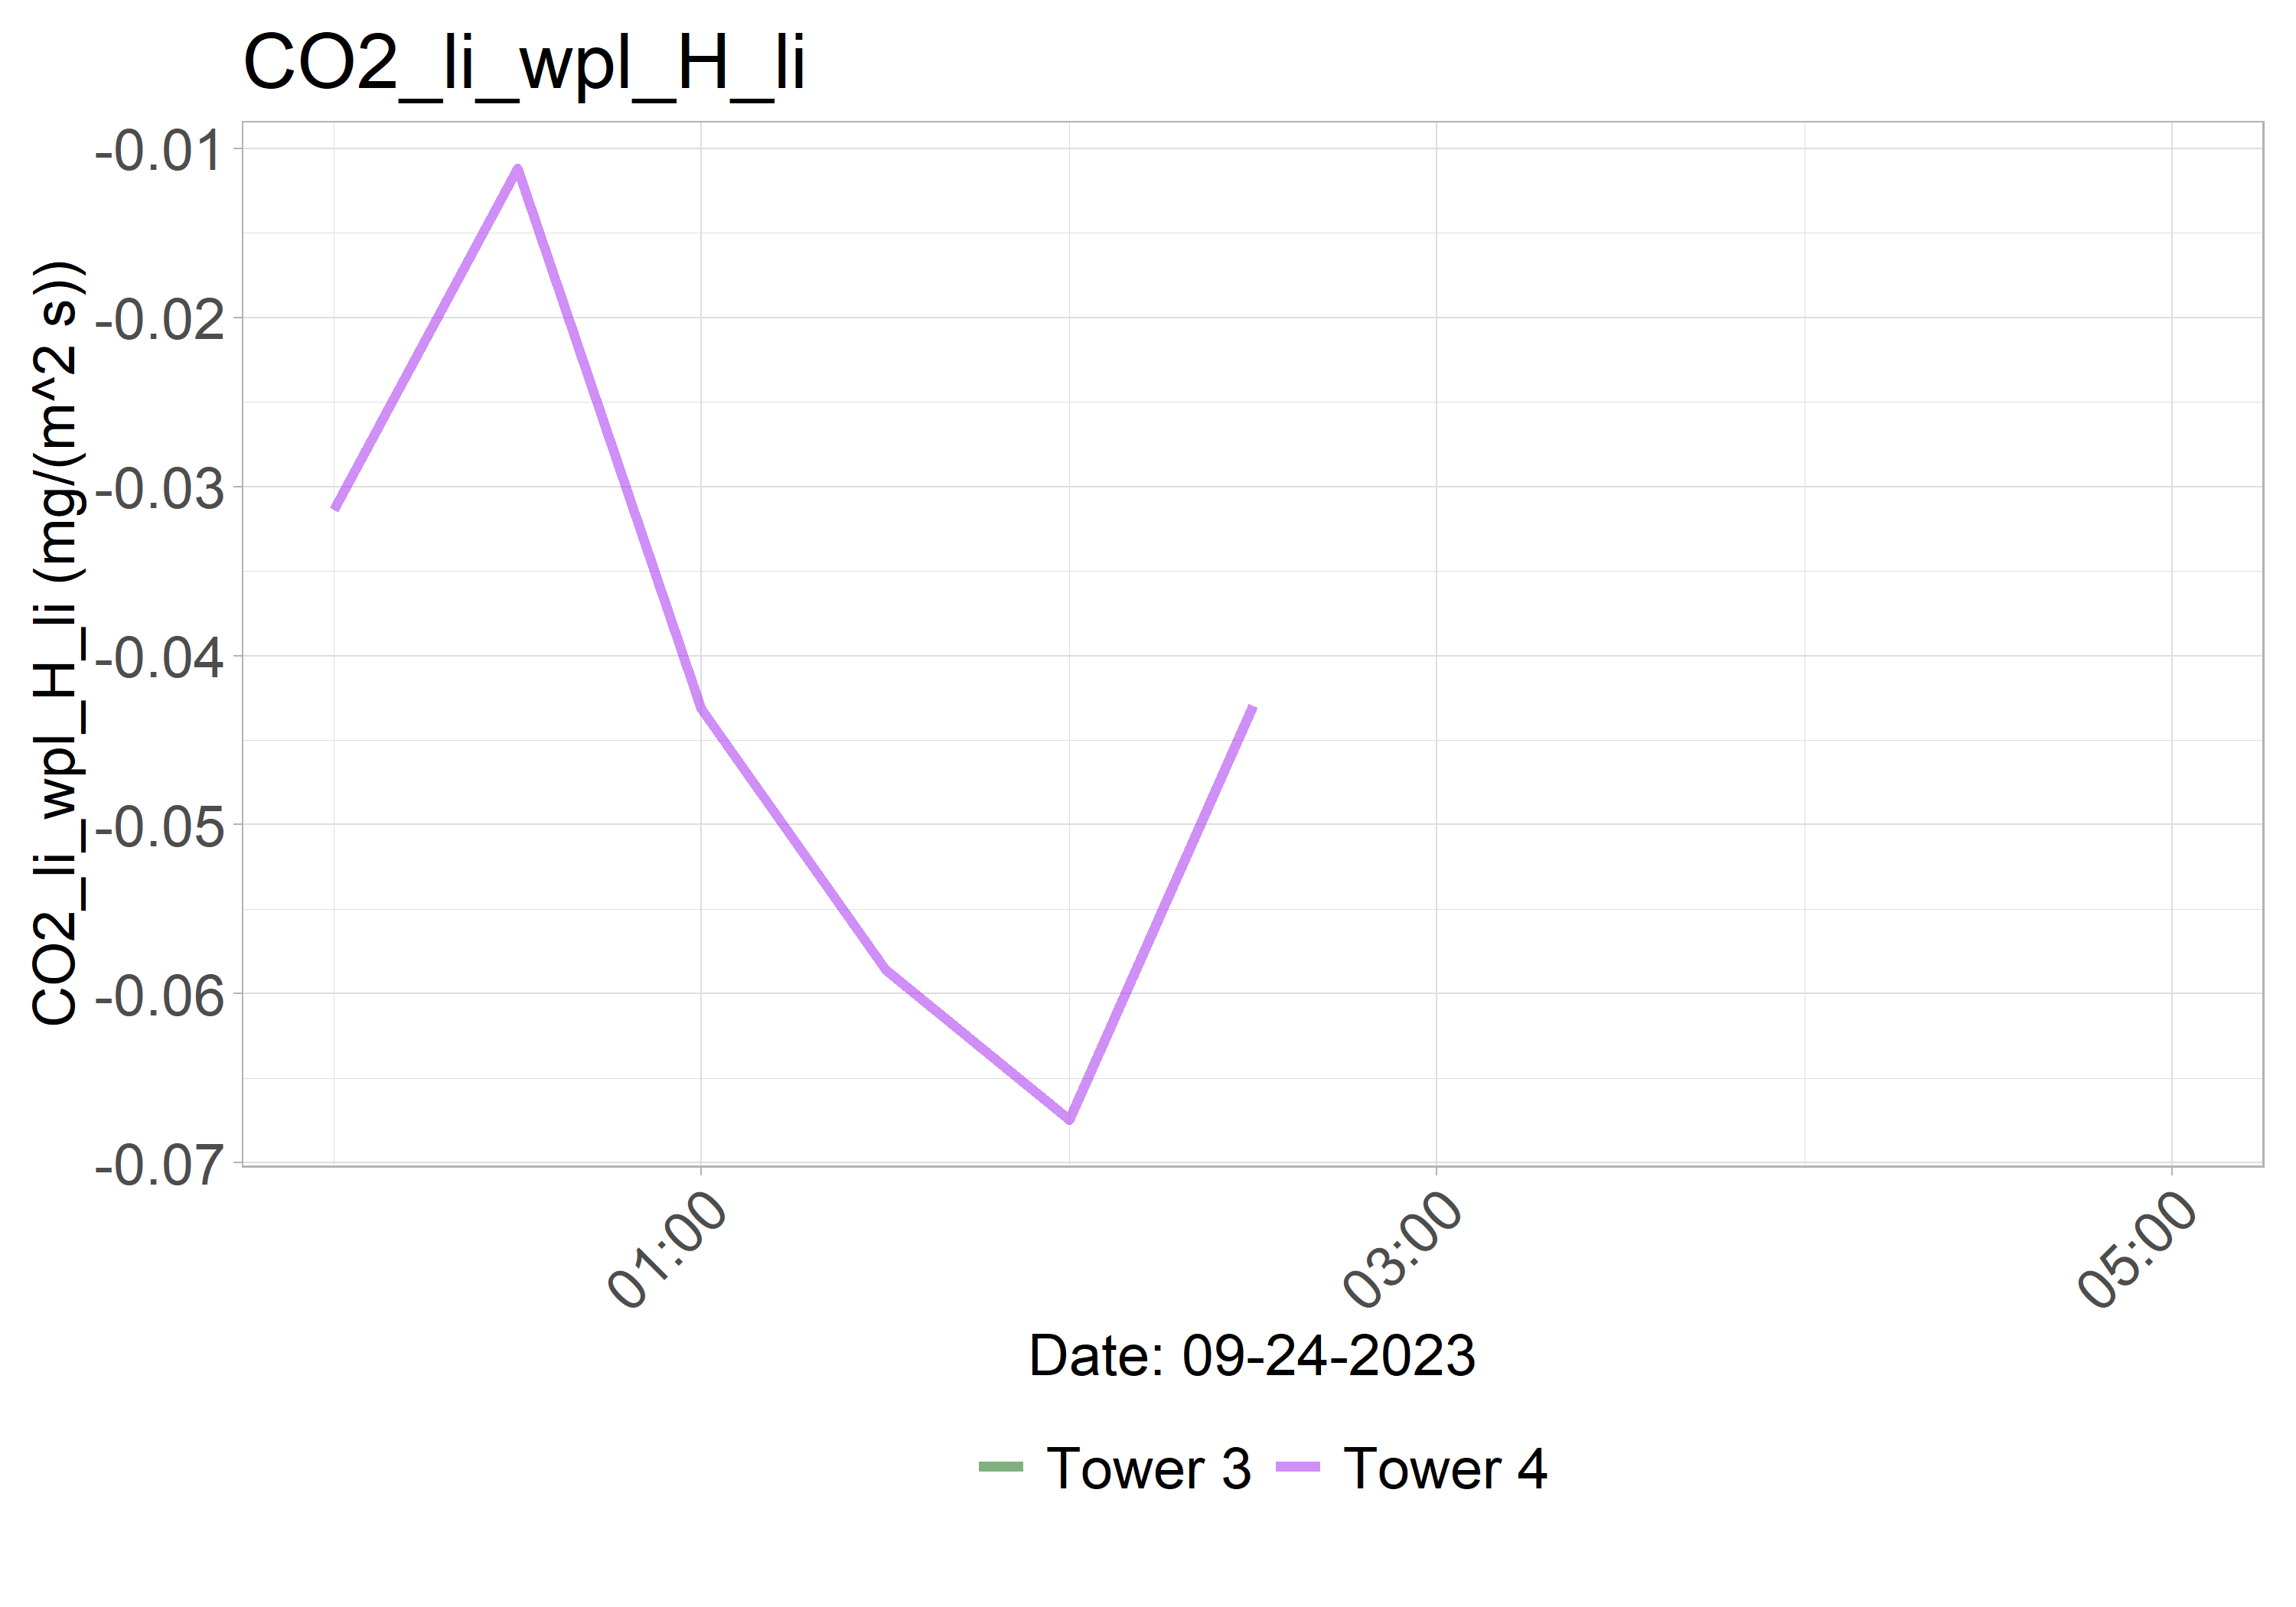 CO2_li_wpl_H_li
CO2_li_wpl_H_li (mg/(m^2 s))
-0.01
-0.02
-0.03
-0.04
-0.05
-0.06
-0.07
01:00
03:00
05:00
Date: 09-24-2023
Tower 3
Tower 4